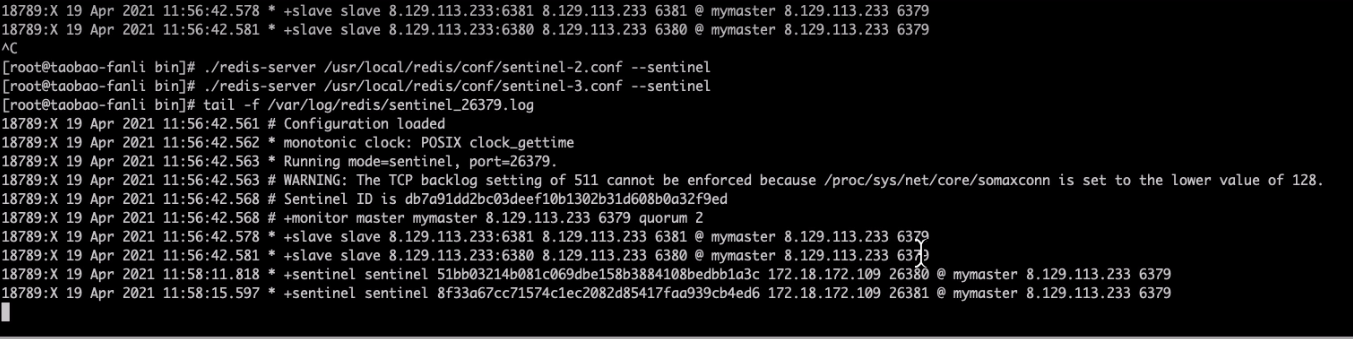 18789:X 19 Apr 2021 11:56:42.578 * +slave slave 8.129.113.233:6381 8.129.113.233 6381 @ mymaster 8.129.113.233 6379
18789:X 19 Apr 2021 11:56:42.581 * +slave slave 8.129.113.233:6380 8.129.113.233 6380 @ mymaster 8.129.113.233 6379
^C
[root@taobao-fanli bin]# ./redis-server /usr/local/redis/conf/sentinel-2.conf --sentinel
[root@taobao-fanli bin]# ./redis-server /usr/local/redis/conf/sentinel-3.conf --sentinel
[root@taobao-fanli bin]# tail -f /var/log/redis/sentinel_26379.log
18789:X 19 Apr 2021 11:56:42.561 # Configuration loaded
18789:X 19 Apr 2021 11:56:42.562 * monotonic clock: POSIX clock_gettime
18789:X 19 Apr 2021 11:56:42.563 * Running mode=sentinel, port=26379.
18789:X 19 Apr 2021 11:56:42.563 # WARNING: The TCP backlog setting of 511 cannot be enforced because /proc/sys/net/core/somaxconn is set to the lower value of 128.
18789:X 19 Apr 2021 11:56:42.568 # Sentinel ID is db7a91dd2bc03deef10b1302b31d608b0a32f9ed
18789:X 19 Apr 2021 11:56:42.568 # +monitor master mymaster 8.129.113.233 6379 quorum 2
18789:X 19 Apr 2021 11:56:42.578 * +slave slave 8.129.113.233:6381 8.129.113.233 6381 @ mymaster 8.129.113.233 6379
18789:X 19 Apr 2021 11:56:42.581 * +slave slave 8.129.113.233:6380 8.129.113.233 6380 @ mymaster 8.129.113.233 6379
18789:X 19 Apr 2021 11:58:11.818 * +sentinel sentinel 51bb03214b081c069dbe158b3884108bedbb1a3c 172.18.172.109 26380 @ mymaster 8.129.113.233 6379
18789:X 19 Apr 2021 11:58:15.597 * +sentinel sentinel 8f33a67cc71574c1ec2082d85417faa939cb4ed6 172.18.172.109 26381 @ mymaster 8.129.113.233 6379